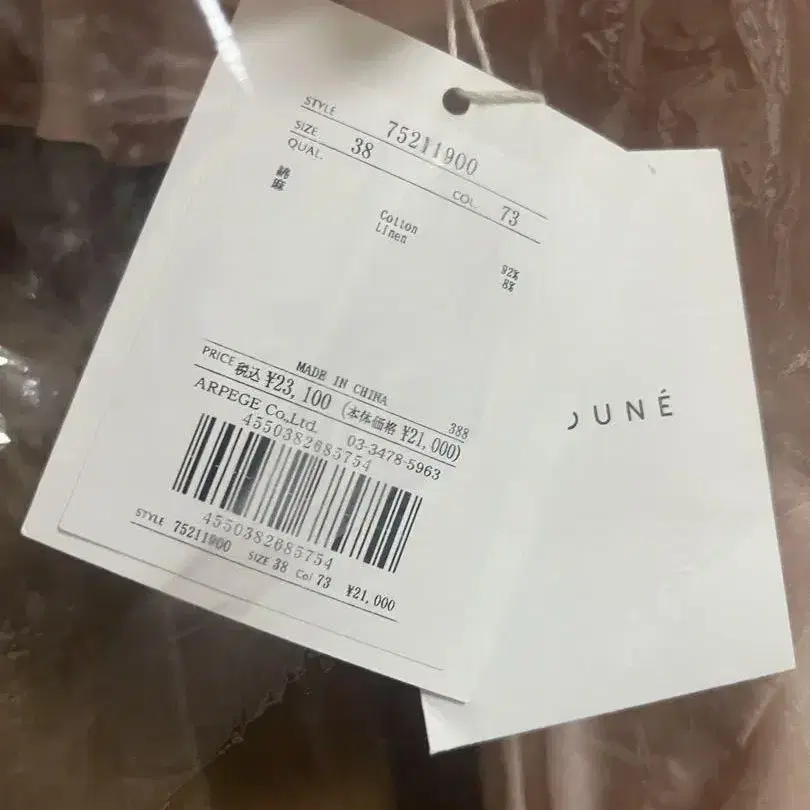 STYLE 75211900
SIZE 38 COL. 73
QUAL.
綿 Cotton 92%
麻 Linen 8%
MADE IN CHINA 388
PRICE 税込 ¥23,100 (本体価格 ¥21,000)
ARPEGE Co.,Ltd. 03-3478-5963
4550382685754
4550382685754
STYLE 75211900 SIZE 38 Col 73 ¥21,000
UNÉ